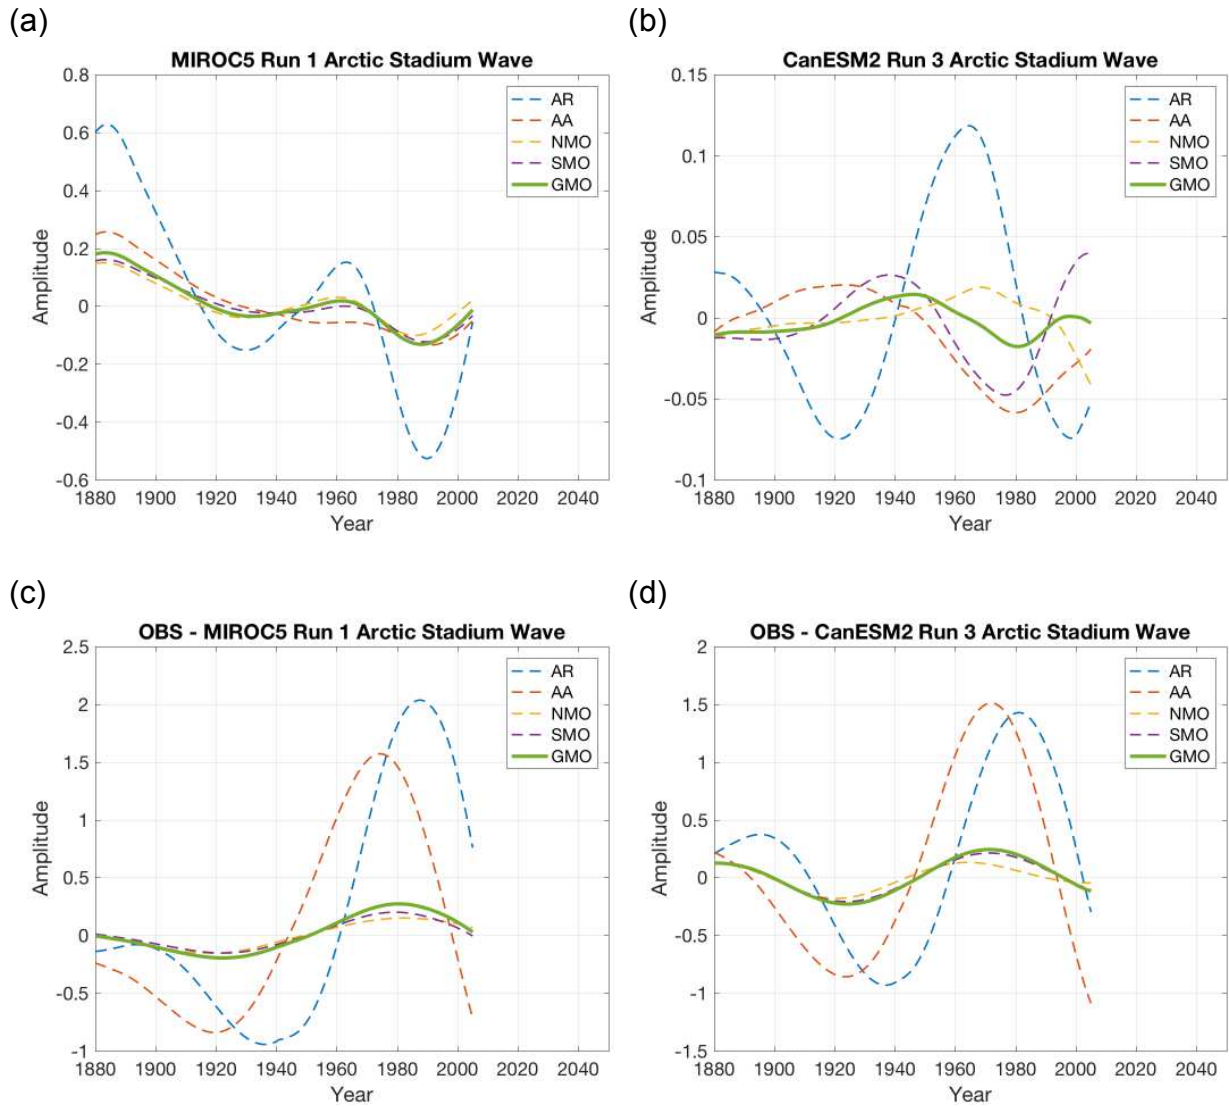 (a)
MIROC5 Run 1 Arctic Stadium Wave
0.8
0.6
0.4
0.2
0
-0.2
-0.4
-0.6
Amplitude
AR
AA
NMO
SMO
GMO
1880 1900 1920 1940 1960 1980 2000 2020 2040
Year
(b)
CanESM2 Run 3 Arctic Stadium Wave
0.15
0.1
0.05
0
-0.05
-0.1
Amplitude
AR
AA
NMO
SMO
GMO
1880 1900 1920 1940 1960 1980 2000 2020 2040
Year
(c)
OBS - MIROC5 Run 1 Arctic Stadium Wave
2.5
2
1.5
1
0.5
0
-0.5
-1
Amplitude
AR
AA
NMO
SMO
GMO
1880 1900 1920 1940 1960 1980 2000 2020 2040
Year
(d)
OBS - CanESM2 Run 3 Arctic Stadium Wave
2
1.5
1
0.5
0
-0.5
-1
-1.5
Amplitude
AR
AA
NMO
SMO
GMO
1880 1900 1920 1940 1960 1980 2000 2020 2040
Year